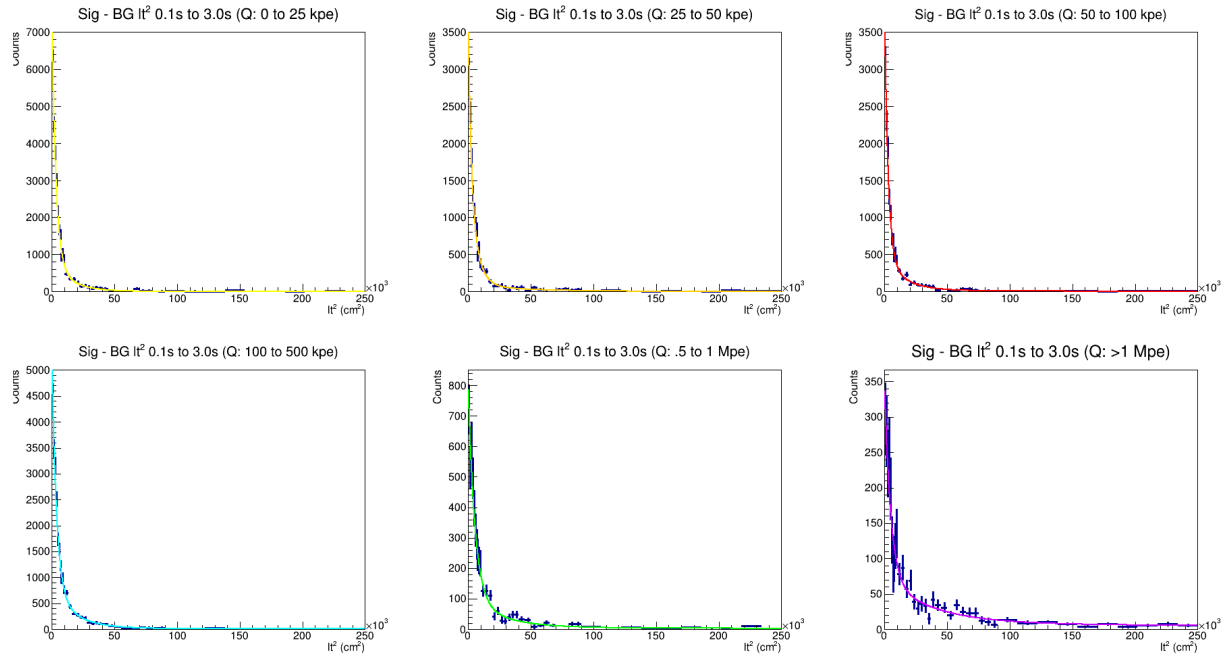 Sig - BG lt² 0.1s to 3.0s (Q: 0 to 25 kpe)
Counts
7000
6000
5000
4000
3000
2000
1000
0
0 50 100 150 200 250 ×10³
lt² (cm²)
Sig - BG lt² 0.1s to 3.0s (Q: 25 to 50 kpe)
Counts
3500
3000
2500
2000
1500
1000
500
0
0 50 100 150 200 250 ×10³
lt² (cm²)
Sig - BG lt² 0.1s to 3.0s (Q: 50 to 100 kpe)
Counts
3500
3000
2500
2000
1500
1000
500
0
0 50 100 150 200 250 ×10³
lt² (cm²)
Sig - BG lt² 0.1s to 3.0s (Q: 100 to 500 kpe)
Counts
5000
4500
4000
3500
3000
2500
2000
1500
1000
500
0
0 50 100 150 200 250 ×10³
lt² (cm²)
Sig - BG lt² 0.1s to 3.0s (Q: .5 to 1 Mpe)
Counts
800
700
600
500
400
300
200
100
0
0 50 100 150 200 250 ×10³
lt² (cm²)
Sig - BG lt² 0.1s to 3.0s (Q: >1 Mpe)
Counts
350
300
250
200
150
100
50
0
0 50 100 150 200 250 ×10³
lt² (cm²)